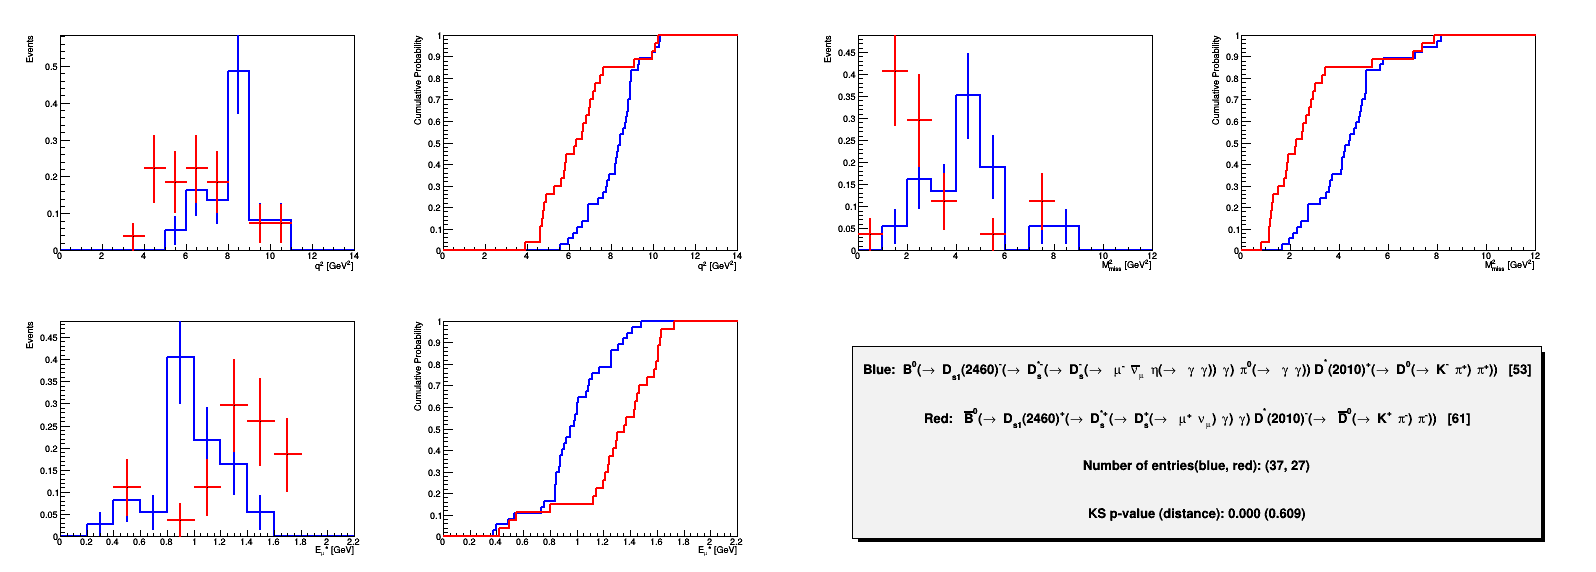 Events
0.5
0.4
0.3
0.2
0.1
0
0 2 4 6 8 10 12 14
q² [GeV²]
Cumulative Probability
1
0.9
0.8
0.7
0.6
0.5
0.4
0.3
0.2
0.1
0
0 2 4 6 8 10 12 14
q² [GeV²]
Events
0.45
0.4
0.35
0.3
0.25
0.2
0.15
0.1
0.05
0
0 2 4 6 8 10 12
M²miss [GeV²]
Cumulative Probability
1
0.9
0.8
0.7
0.6
0.5
0.4
0.3
0.2
0.1
0
0 2 4 6 8 10 12
M²miss [GeV²]
Events
0.45
0.4
0.35
0.3
0.25
0.2
0.15
0.1
0.05
0
0 0.2 0.4 0.6 0.8 1 1.2 1.4 1.6 1.8 2 2.2
Eμ* [GeV]
Cumulative Probability
1
0.9
0.8
0.7
0.6
0.5
0.4
0.3
0.2
0.1
0
0 0.2 0.4 0.6 0.8 1 1.2 1.4 1.6 1.8 2 2.2
Eμ* [GeV]
Blue: B⁰(→ Ds1(2460)⁻(→ Ds*⁻(→ Ds⁻(→ μ⁻ ν̅μ η(→ γ γ)) γ) π⁰(→ γ γ)) D*(2010)⁺(→ D⁰(→ K⁻ π⁺) π⁺)) [53]
Red: B̅⁰(→ Ds1(2460)⁺(→ Ds*⁺(→ Ds⁺(→ μ⁺ νμ) γ) γ) D*(2010)⁻(→ D̅⁰(→ K⁺ π⁻) π⁻)) [61]
Number of entries(blue, red): (37, 27)
KS p-value (distance): 0.000 (0.609)